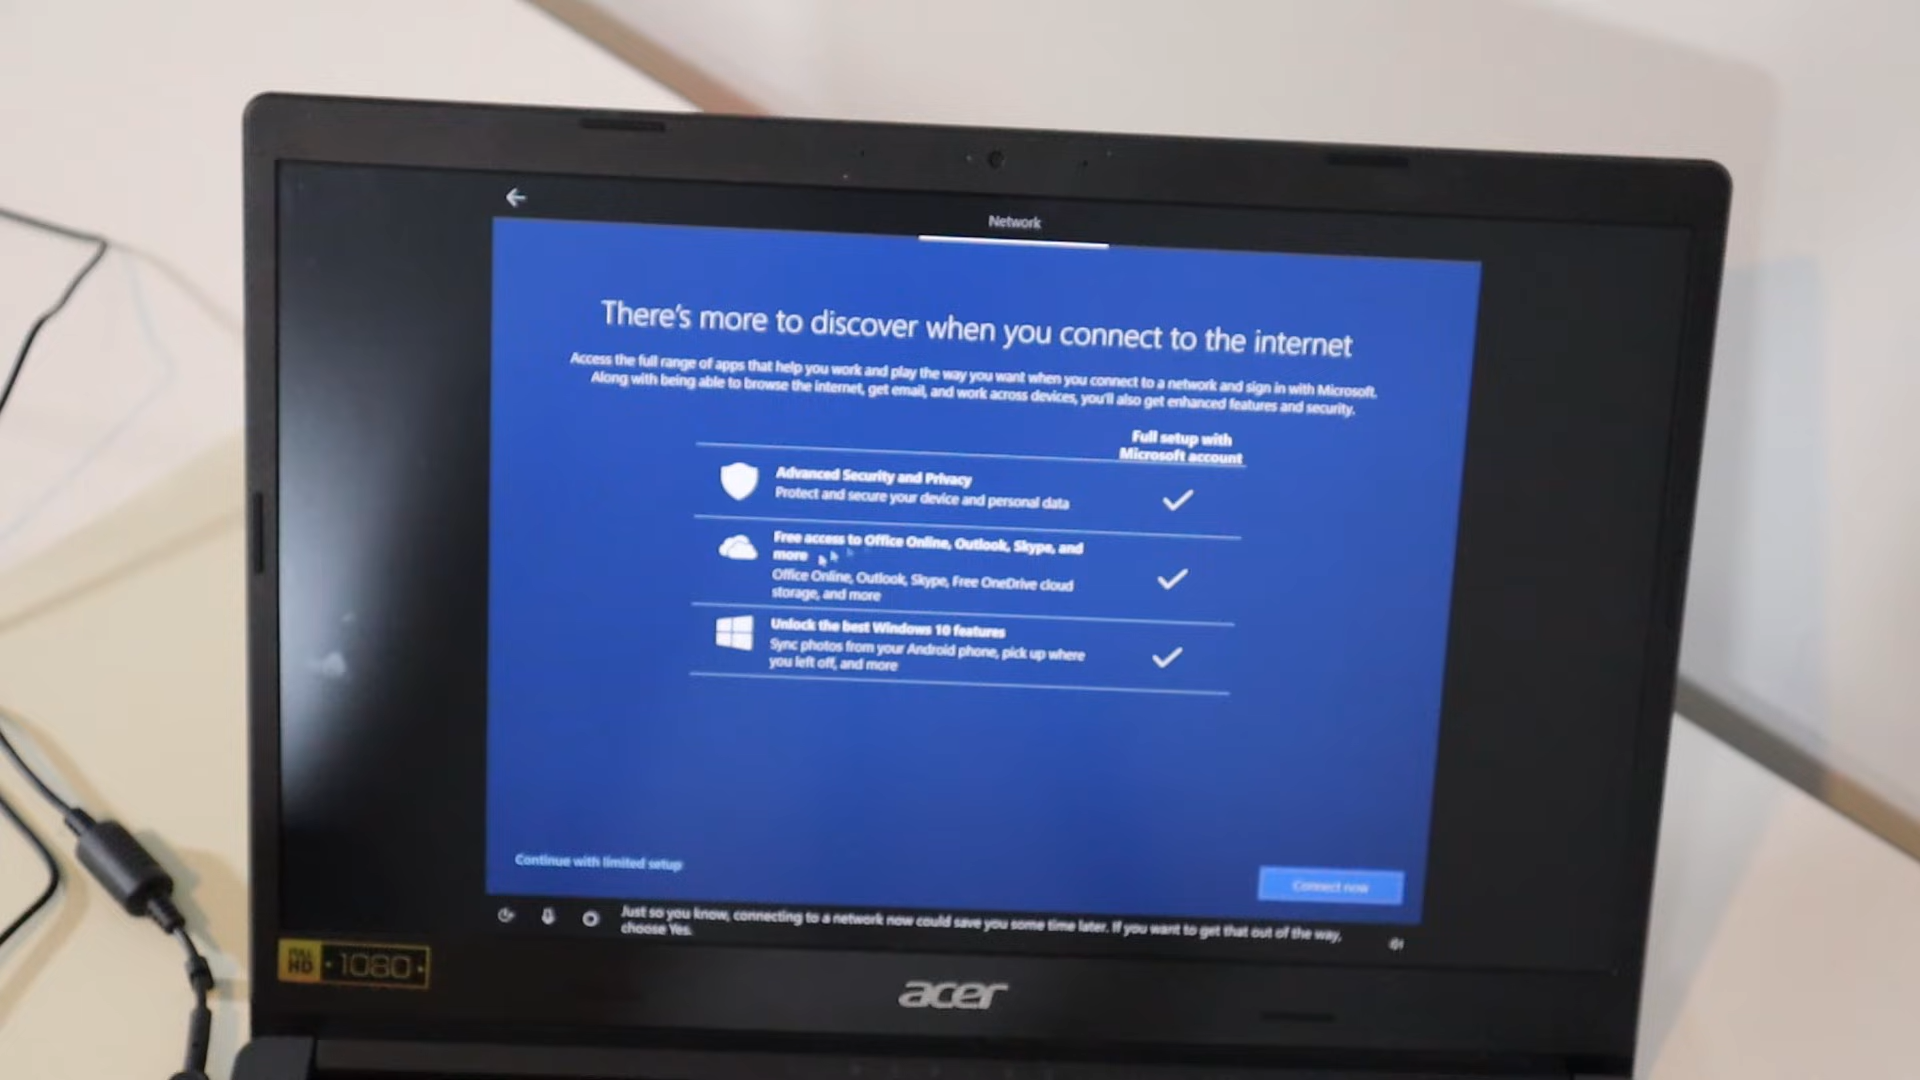 Network
There's more to discover when you connect to the internet
Access the full range of apps that help you work and play the way you want when you connect to a network and sign in with Microsoft.
Along with being able to browse the internet, get email, and work across devices, you'll also get enhanced features and security.
Full setup with
Microsoft account
Advanced Security and Privacy
Protect and secure your device and personal data
Free access to Office Online, Outlook, Skype, and
more
Office Online, Outlook, Skype, Free OneDrive cloud
storage, and more
Unlock the best Windows 10 features
Sync photos from your Android phone, pick up where
you left off, and more
Continue with limited setup
Connect now
Just so you know, connecting to a network now could save you some time later. If you want to get that out of the way,
choose Yes.
FULL
HD
1080
acer